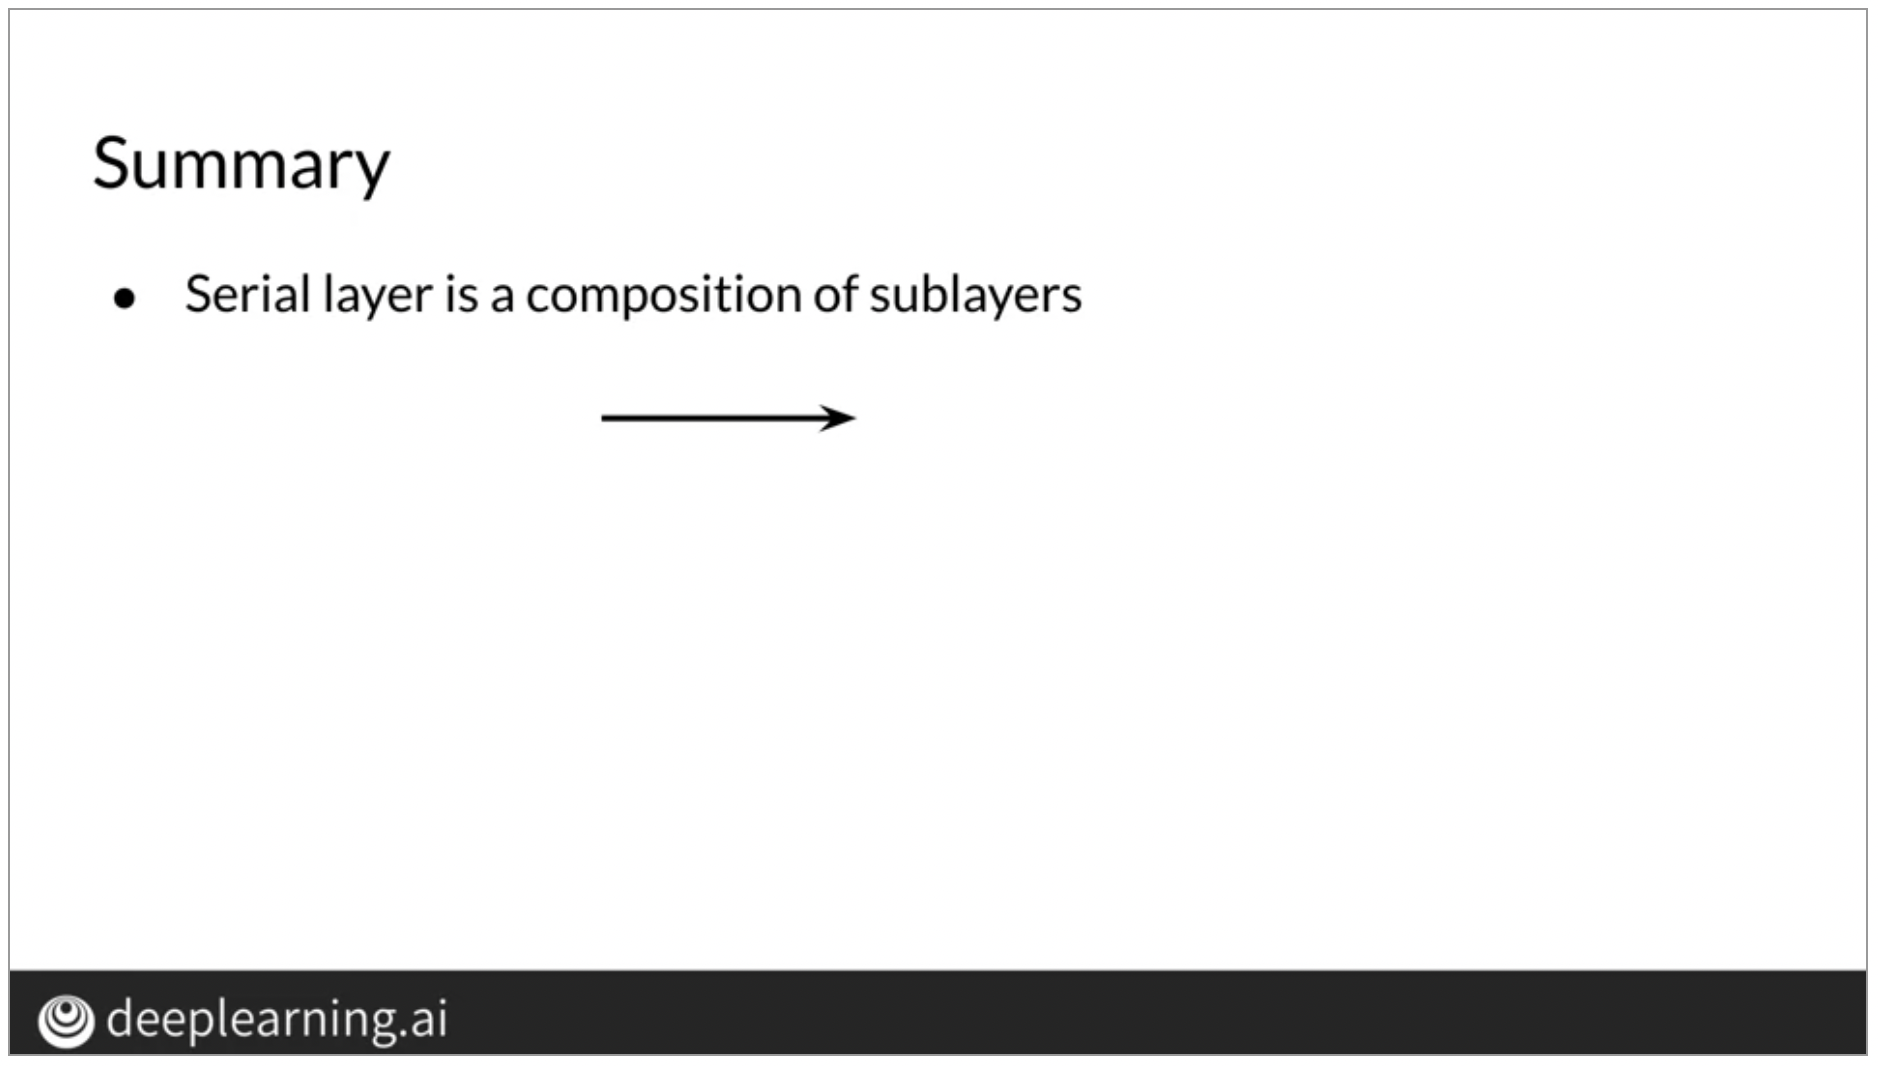 Summary
● Serial layer is a composition of sublayers
deeplearning.ai